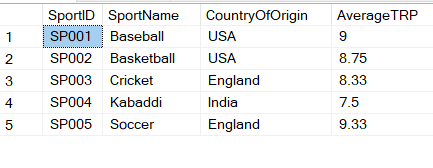 SportID SportName CountryOfOrigin AverageTRP
1 SP001 Baseball USA 9
2 SP002 Basketball USA 8.75
3 SP003 Cricket England 8.33
4 SP004 Kabaddi India 7.5
5 SP005 Soccer England 9.33